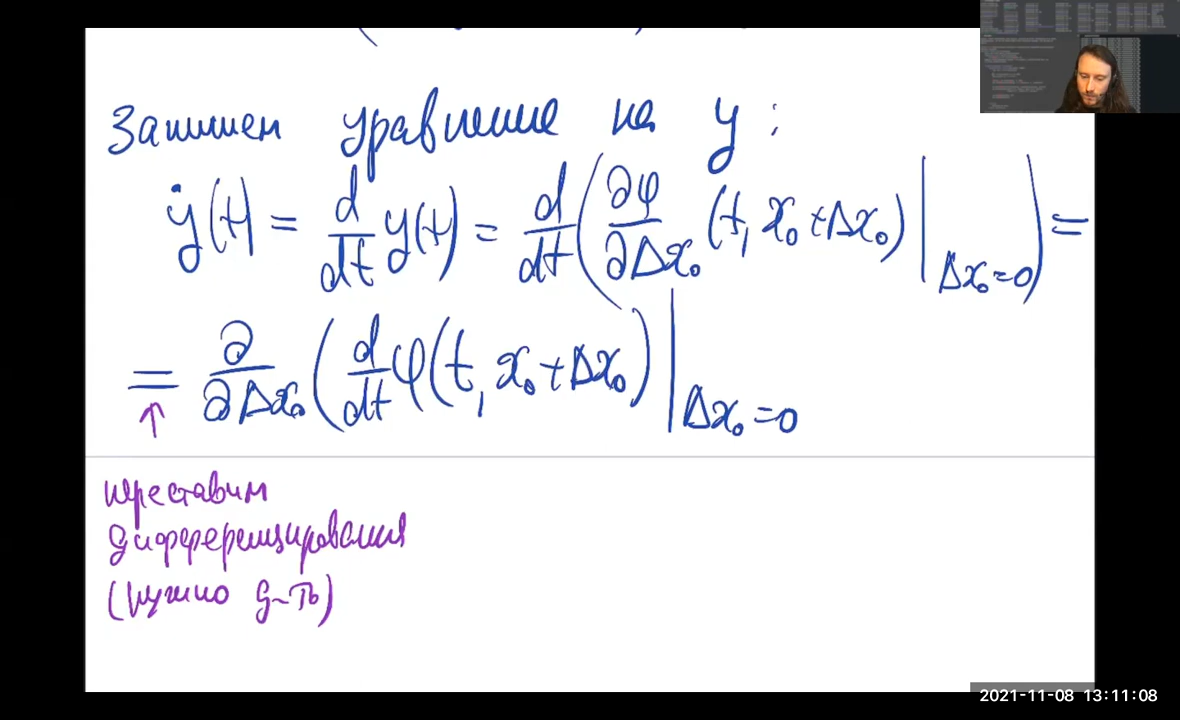 Запишем уравнение на y:
ẏ(t) = d/dt y(t) = d/dt (∂φ/∂Δx₀ (t, x₀+Δx₀)|_{Δx₀=0}) =
= ∂/∂Δx₀ (d/dt φ(t, x₀+Δx₀)|_{Δx₀=0}
↑
переставим
дифференцирования
(нужно д-ть)
2021-11-08 13:11:08